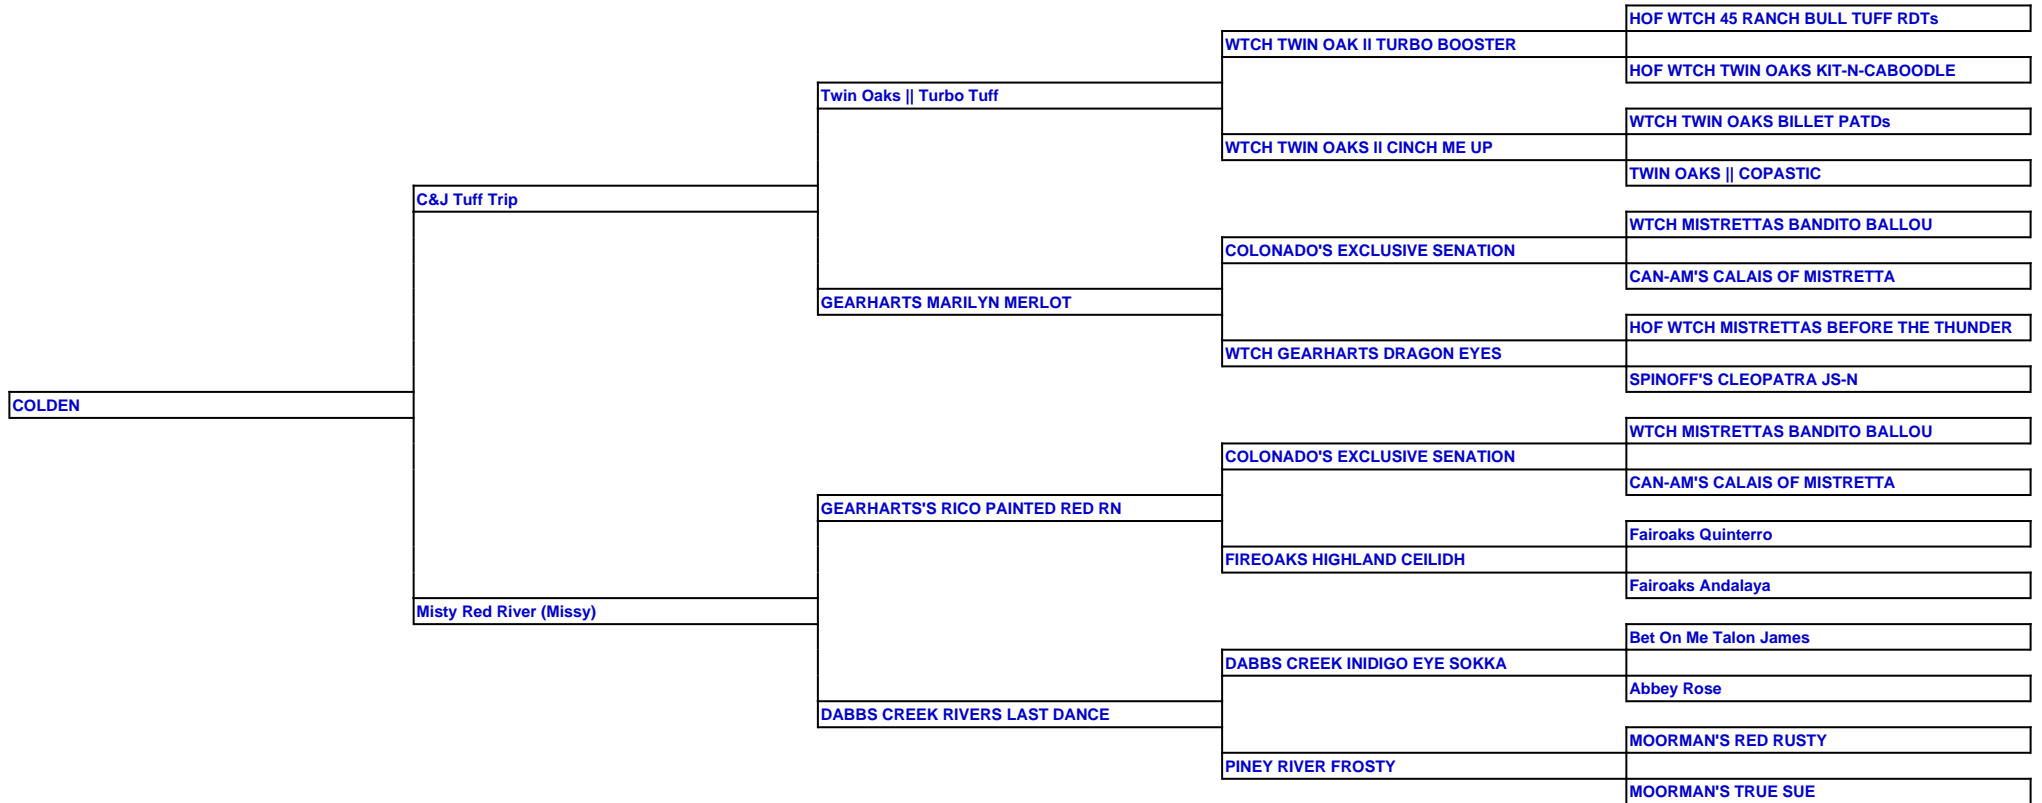 HOF WTCH 45 RANCH BULL TUFF RDTs
WTCH TWIN OAK II TURBO BOOSTER
HOF WTCH TWIN OAKS KIT-N-CABOODLE
Twin Oaks || Turbo Tuff
WTCH TWIN OAKS BILLET PATDs
WTCH TWIN OAKS II CINCH ME UP
TWIN OAKS || COPASTIC
C&J Tuff Trip
WTCH MISTRETTAS BANDITO BALLOU
COLONADO'S EXCLUSIVE SENATION
CAN-AM'S CALAIS OF MISTRETTA
GEARHARTS MARILYN MERLOT
HOF WTCH MISTRETTAS BEFORE THE THUNDER
WTCH GEARHARTS DRAGON EYES
SPINOFF'S CLEOPATRA JS-N
COLDEN
WTCH MISTRETTAS BANDITO BALLOU
COLONADO'S EXCLUSIVE SENATION
CAN-AM'S CALAIS OF MISTRETTA
GEARHARTS'S RICO PAINTED RED RN
Fairoaks Quinterro
FIREOAKS HIGHLAND CEILIDH
Fairoaks Andalaya
Misty Red River (Missy)
Bet On Me Talon James
DABBS CREEK INIDIGO EYE SOKKA
Abbey Rose
DABBS CREEK RIVERS LAST DANCE
MOORMAN'S RED RUSTY
PINEY RIVER FROSTY
MOORMAN'S TRUE SUE